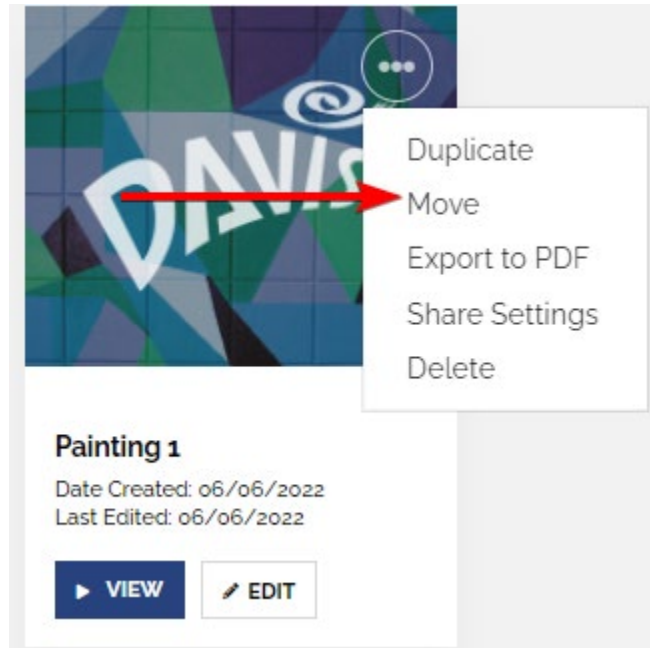 DAVIS
Duplicate
Move
Export to PDF
Share Settings
Delete
Painting 1
Date Created: 06/06/2022
Last Edited: 06/06/2022
VIEW
EDIT